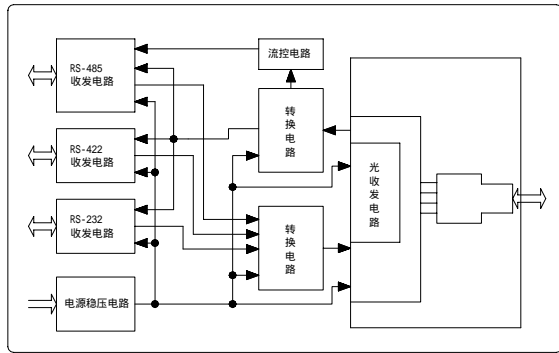 RS-485
收发电路
流控电路
转
换
电
路
RS-422
收发电路
光
收
发
电
路
RS-232
收发电路
转
换
电
路
电源稳压电路